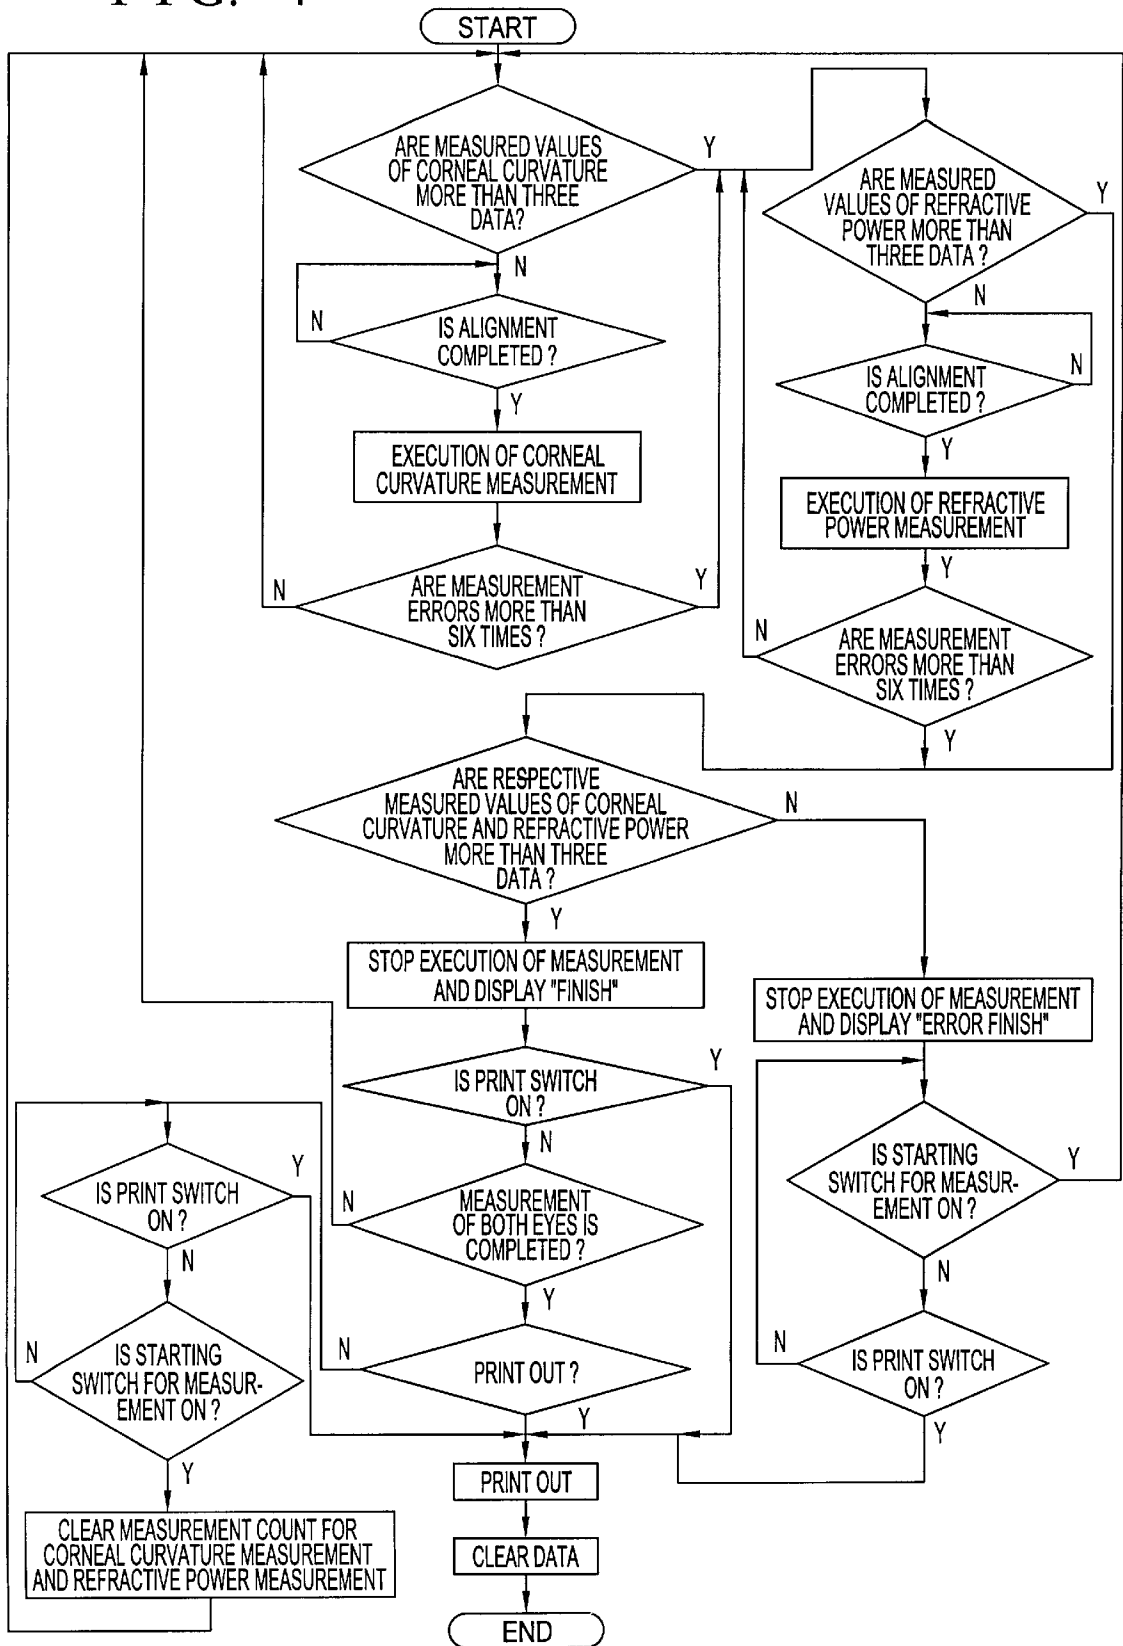 FIG. 4
START
ARE MEASURED VALUES
OF CORNEAL CURVATURE
MORE THAN THREE
DATA?
Y
N
N
IS ALIGNMENT
COMPLETED ?
Y
EXECUTION OF CORNEAL
CURVATURE MEASUREMENT
N
ARE MEASUREMENT
ERRORS MORE THAN
SIX TIMES ?
Y
ARE MEASURED
VALUES OF REFRACTIVE
POWER MORE THAN
THREE DATA ?
Y
N
IS ALIGNMENT
COMPLETED ?
N
Y
EXECUTION OF REFRACTIVE
POWER MEASUREMENT
Y
N
ARE MEASUREMENT
ERRORS MORE THAN
SIX TIMES ?
Y
ARE RESPECTIVE
MEASURED VALUES OF CORNEAL
CURVATURE AND REFRACTIVE POWER
MORE THAN THREE
DATA ?
N
Y
STOP EXECUTION OF MEASUREMENT
AND DISPLAY "FINISH"
STOP EXECUTION OF MEASUREMENT
AND DISPLAY "ERROR FINISH"
IS PRINT SWITCH
ON ?
Y
N
N
MEASUREMENT
OF BOTH EYES IS
COMPLETED ?
Y
N
PRINT OUT ?
Y
IS STARTING
SWITCH FOR MEASUR-
EMENT ON ?
Y
N
N
IS PRINT SWITCH
ON ?
Y
IS PRINT SWITCH
ON ?
Y
N
N
IS STARTING
SWITCH FOR MEASUR-
EMENT ON ?
Y
CLEAR MEASUREMENT COUNT FOR
CORNEAL CURVATURE MEASUREMENT
AND REFRACTIVE POWER MEASUREMENT
PRINT OUT
CLEAR DATA
END